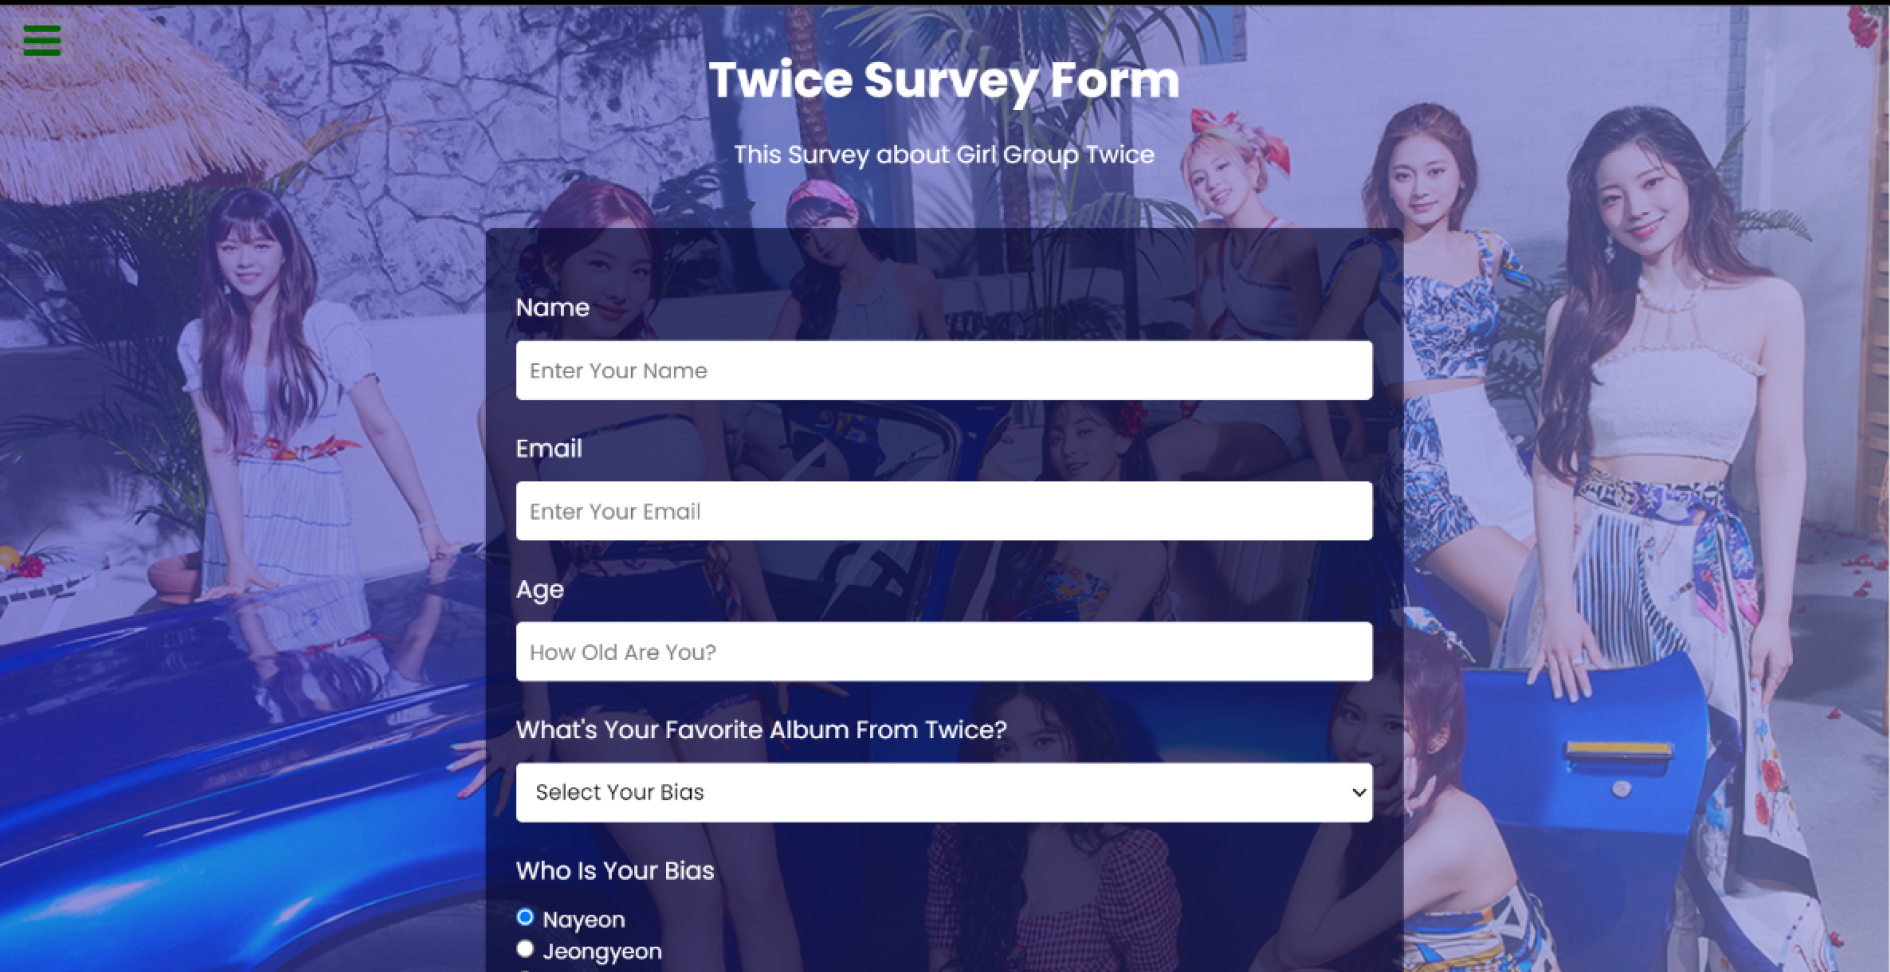 Twice Survey Form
This Survey about Girl Group Twice
Name
Enter Your Name
Email
Enter Your Email
Age
How Old Are You?
What's Your Favorite Album From Twice?
Select Your Bias
Who Is Your Bias
Nayeon
Jeongyeon